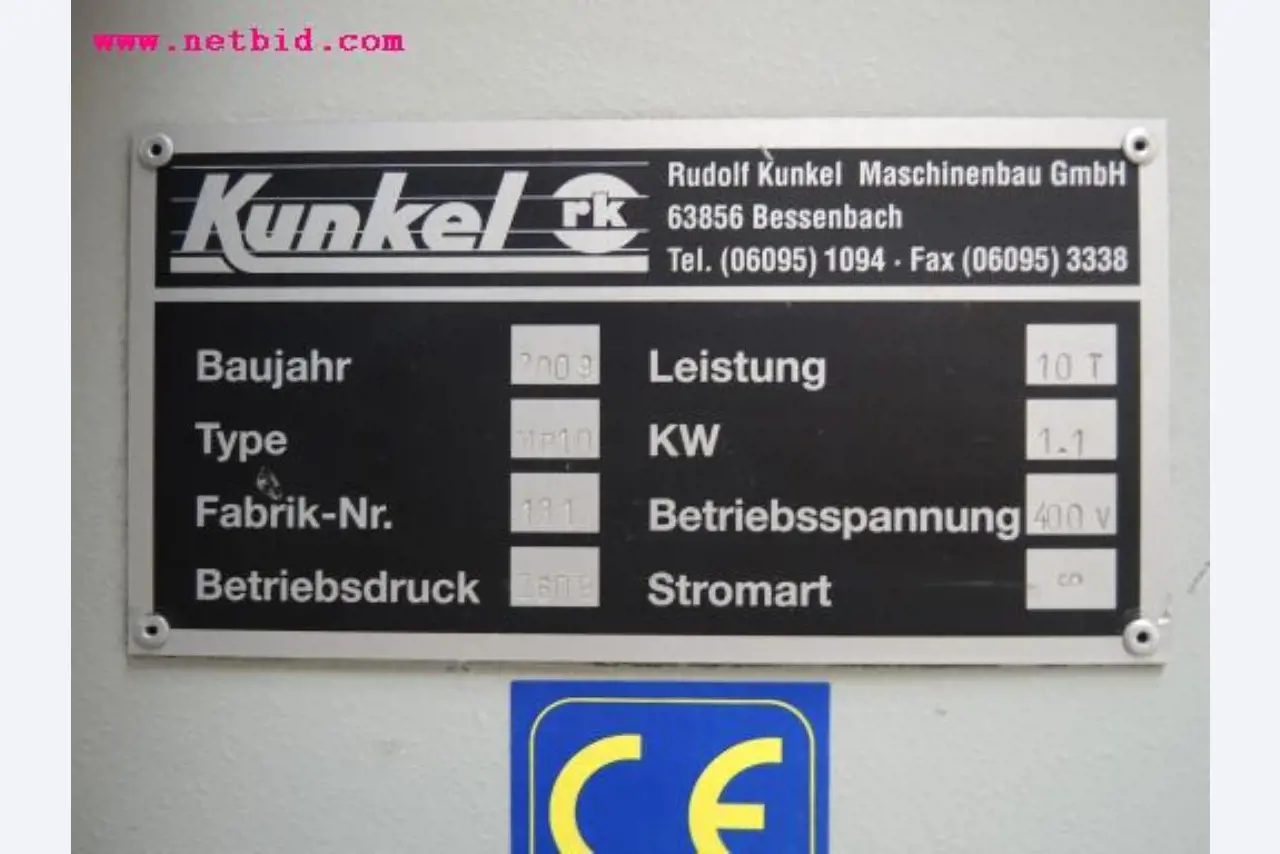 www.netbid.com
Kunkel rk
Rudolf Kunkel Maschinenbau GmbH
63856 Bessenbach
Tel. (06095) 1094 · Fax (06095) 3338
Baujahr 2009 Leistung 10 T
Type KW 1.1
Fabrik-Nr. Betriebsspannung 400 V
Betriebsdruck Stromart
CE